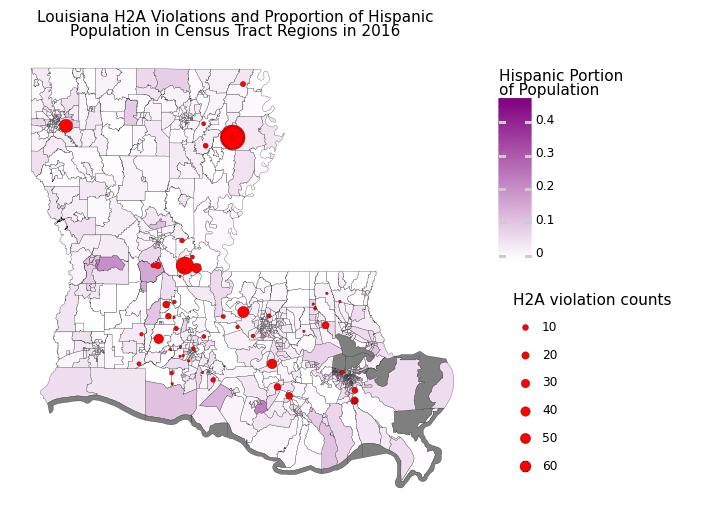 Louisiana H2A Violations and Proportion of Hispanic
Population in Census Tract Regions in 2016
Hispanic Portion
of Population
0.4
0.3
0.2
0.1
0
H2A violation counts
10
20
30
40
50
60